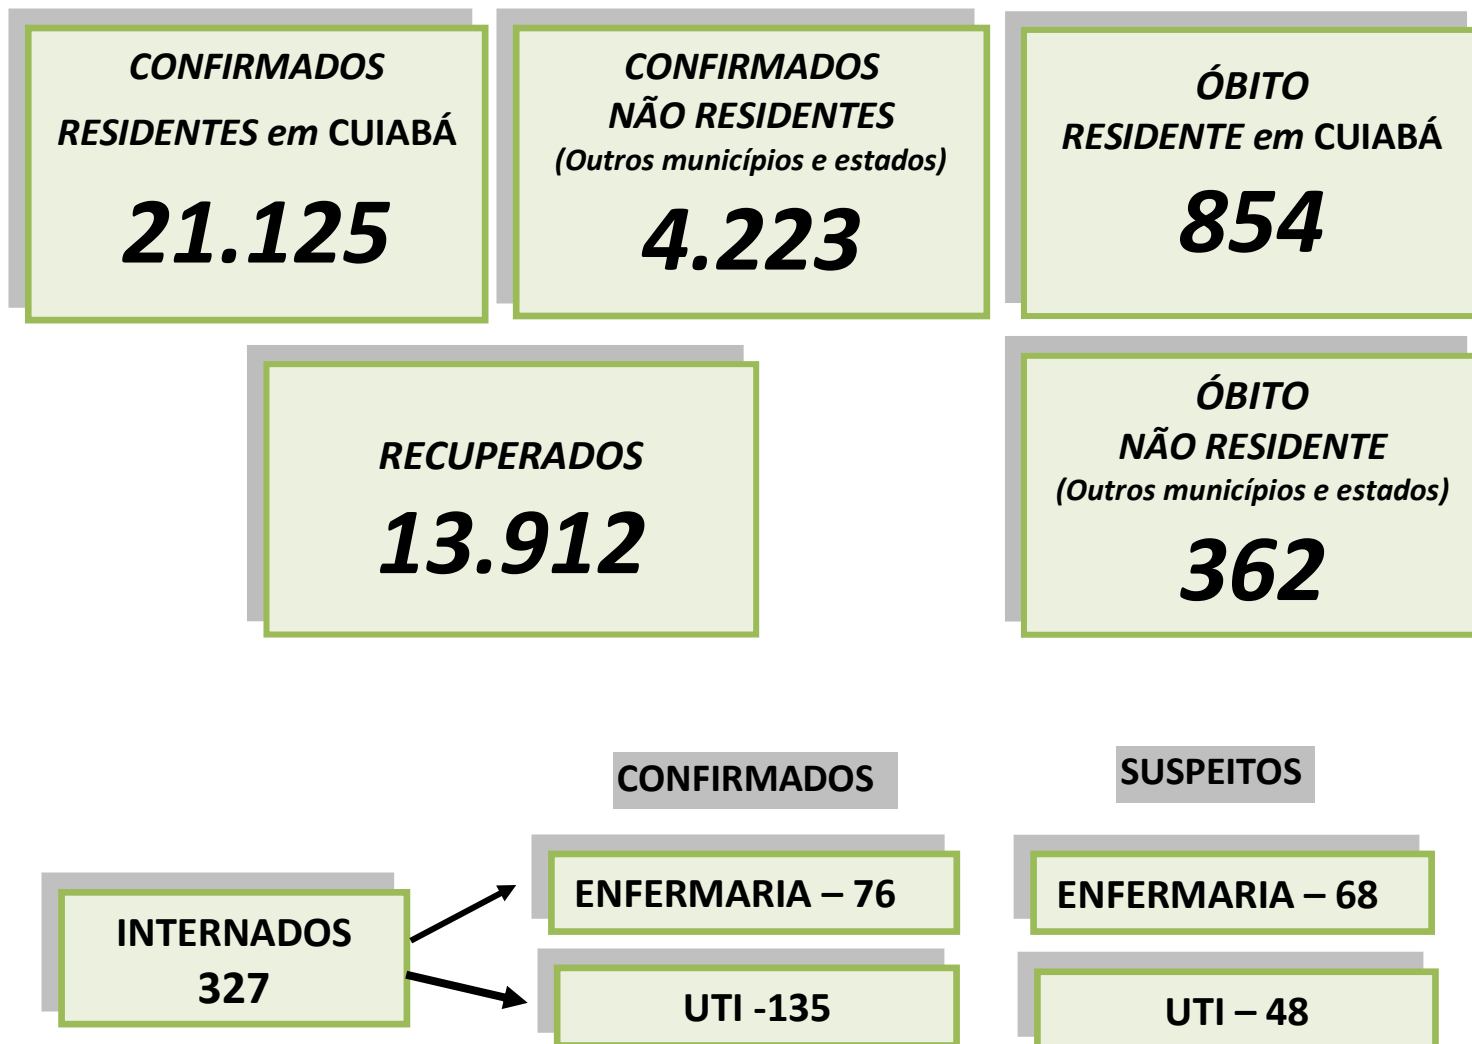 CONFIRMADOS
RESIDENTES em CUIABÁ
21.125
CONFIRMADOS
NÃO RESIDENTES
(Outros municípios e estados)
4.223
ÓBITO
RESIDENTE em CUIABÁ
854
RECUPERADOS
13.912
ÓBITO
NÃO RESIDENTE
(Outros municípios e estados)
362
CONFIRMADOS
SUSPEITOS
INTERNADOS
327
ENFERMARIA – 76
ENFERMARIA – 68
UTI -135
UTI – 48